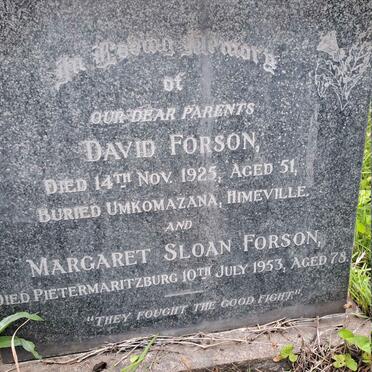 In Loving Memory
of
OUR DEAR PARENTS
DAVID FORSON,
DIED 14TH NOV. 1925, AGED 51,
BURIED UMKOMAZANA, HIMEVILLE.
AND
MARGARET SLOAN FORSON,
DIED PIETERMARITZBURG 10TH JULY 1953, AGED 78.
"THEY FOUGHT THE GOOD FIGHT."